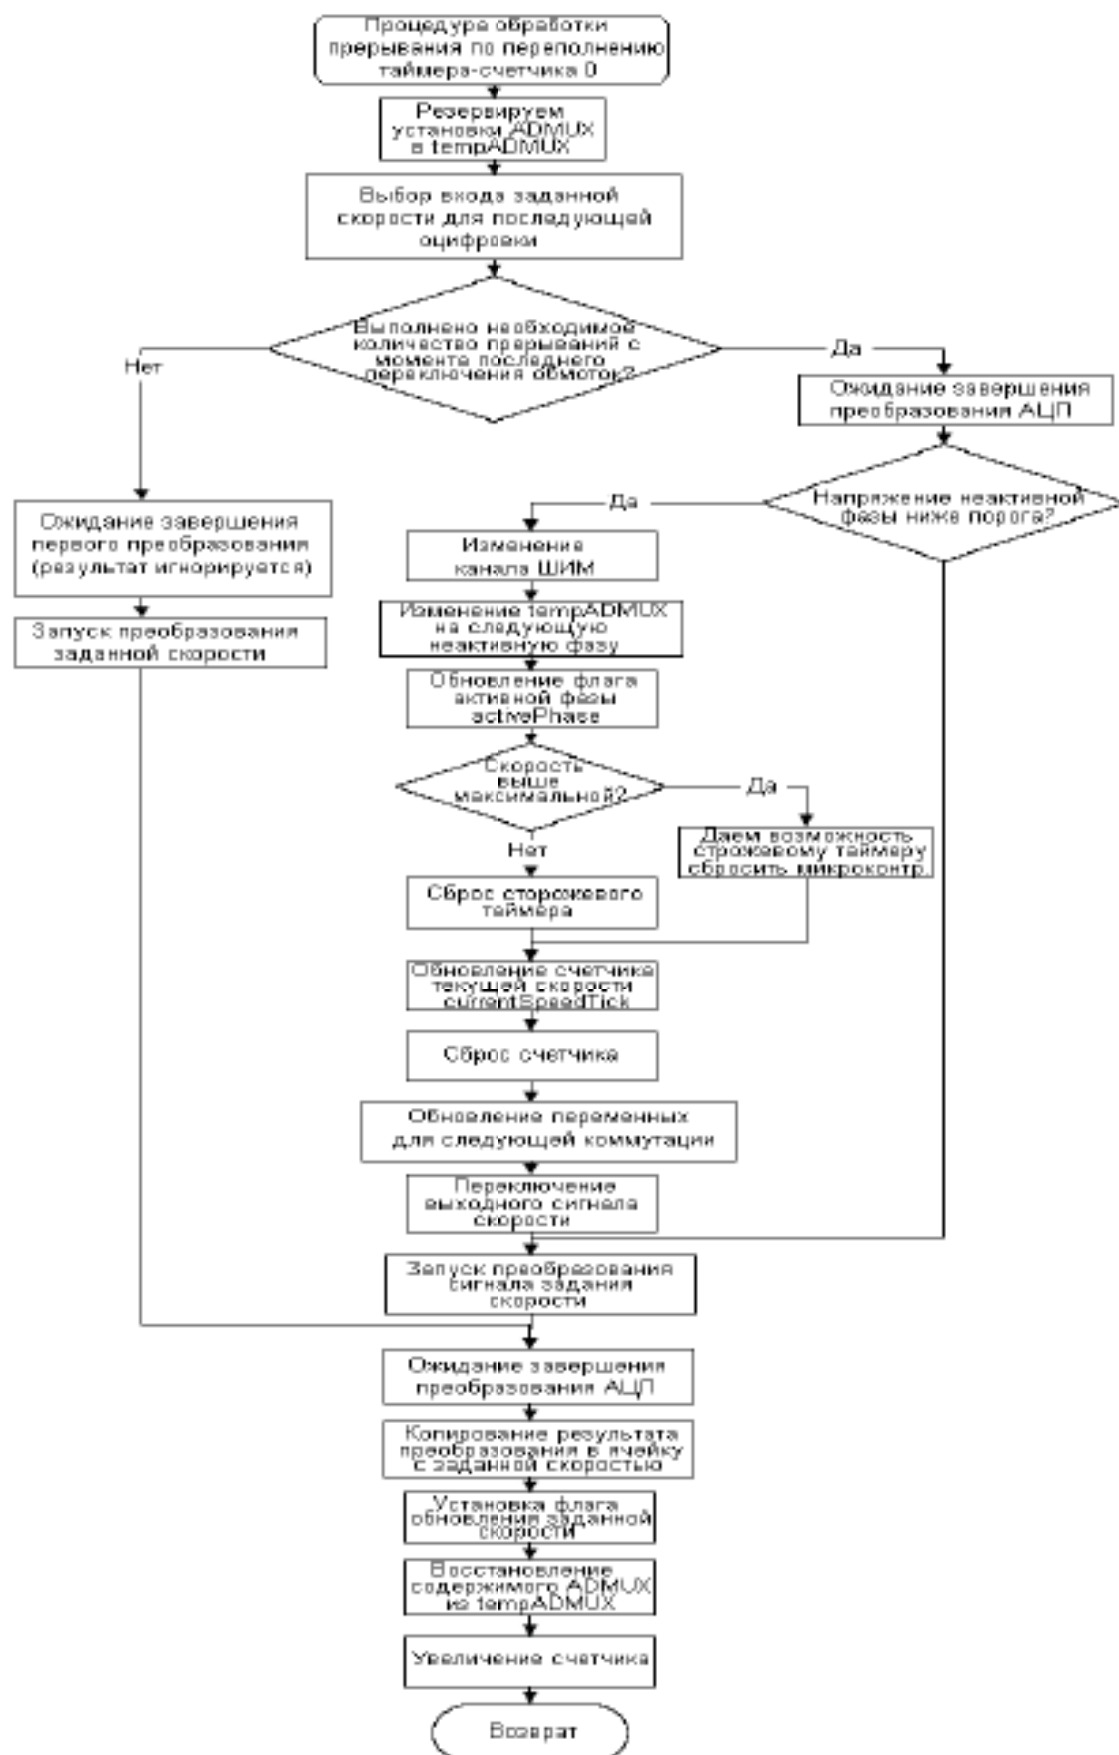 Процедура обработки
прерывания по переполнению
таймера-счетчика 0
Резервируем
установки ADMUX
в tempADMUX
Выбор входа заданной
скорости для последующей
оцифровки
Выполнено необходимое
количество прерываний с
момента последнего
переключения обмоток?
Нет
Да
Ожидание завершения
преобразования АЦП
Напряжение неактивной
фазы ниже порога?
Да
Ожидание завершения
первого преобразования
(результат игнорируется)
Запуск преобразования
заданной скорости
Изменение
канала ШИМ
Изменение tempADMUX
на следующую
неактивную фазу
Обновление флага
активной фазы
activePhase
Скорость
выше
максимальной?
Да
Нет
Даем возможность
строжевому таймеру
сбросить микроконтр.
Сброс сторожевого
таймера
Обновление счетчика
текущей скорости
currentSpeedTick
Сброс счетчика
Обновление переменных
для следующей коммутации
Переключение
выходного сигнала
скорости
Запуск преобразования
сигнала задания
скорости
Ожидание завершения
преобразования АЦП
Копирование результата
преобразования в ячейку
с заданной скоростью
Установка флага
обновления заданной
скорости
Восстановление
содержимого ADMUX
из tempADMUX
Увеличение счетчика
Возврат